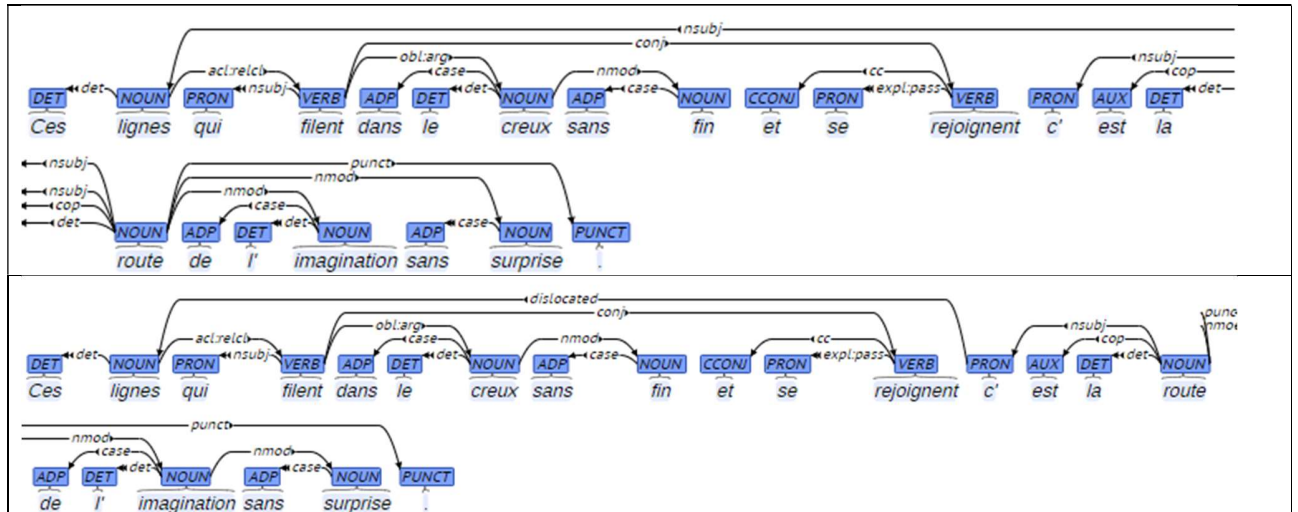 nsubj
conj
obl:arg nsubj
acl:relcl case nmod cc cop
det nsubj det case expl:pass det
DET NOUN PRON VERB ADP DET NOUN ADP NOUN CCONJ PRON VERB PRON AUX DET
Ces lignes qui filent dans le creux sans fin et se rejoignent c' est la
nsubj punct
nmod
nsubj nmod
cop case
det det case
NOUN ADP DET NOUN ADP NOUN PUNCT
route de l' imagination sans surprise .
dislocated
conj punc
obl:arg nsubj nmod
acl:relcl case nmod cc cop
det nsubj det case expl:pass det
DET NOUN PRON VERB ADP DET NOUN ADP NOUN CCONJ PRON VERB PRON AUX DET NOUN
Ces lignes qui filent dans le creux sans fin et se rejoignent c' est la route
punct
nmod
case nmod
det case
ADP DET NOUN ADP NOUN PUNCT
de l' imagination sans surprise .